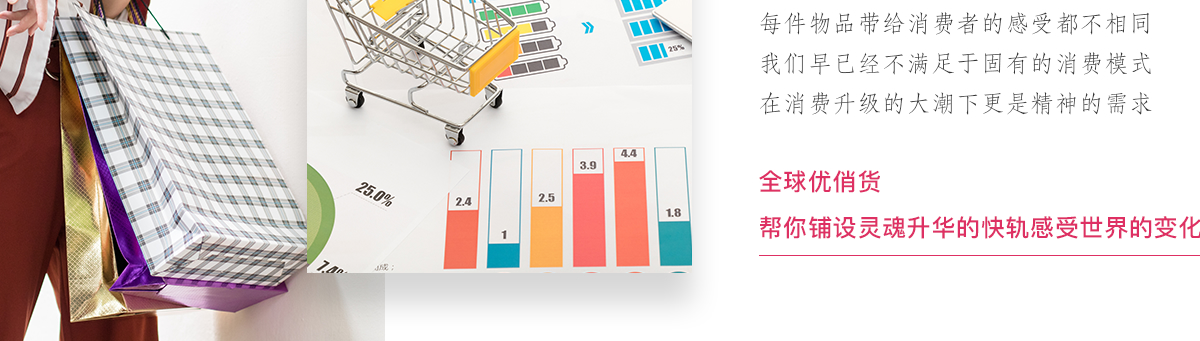 25%
2.4
1
2.5
3.9
4.4
1.8
25.0%
7.4%
每件物品带给消费者的感受都不相同
我们早已经不满足于固有的消费模式
在消费升级的大潮下更是精神的需求
全球优俏货
帮你铺设灵魂升华的快轨感受世界的变化